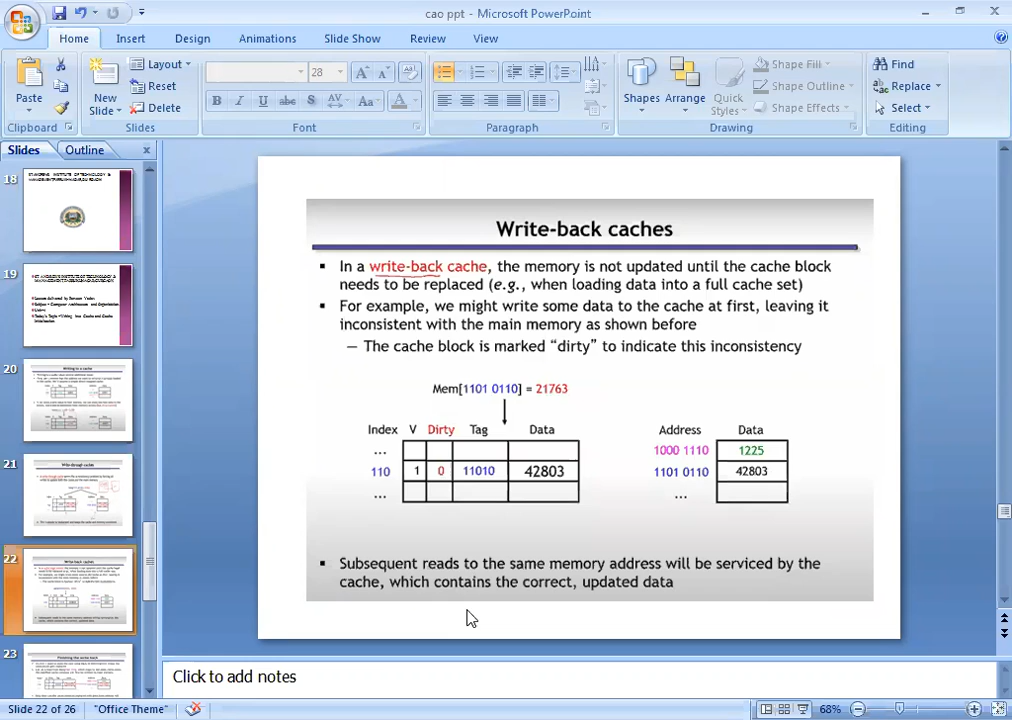 cao ppt - Microsoft PowerPoint
Home Insert Design Animations Slide Show Review View
Paste
New Slide
Layout
Reset
Delete
28
B I U abc S AV Aa A
Shapes Arrange Quick Styles
Shape Fill
Shape Outline
Shape Effects
Find
Replace
Select
Clipboard Slides Font Paragraph Drawing Editing
Slides Outline
18
19
20
21
22
23
Write-back caches
In a write-back cache, the memory is not updated until the cache block
needs to be replaced (e.g., when loading data into a full cache set)
For example, we might write some data to the cache at first, leaving it
inconsistent with the main memory as shown before
— The cache block is marked “dirty” to indicate this inconsistency
Mem[1101 0110] = 21763
Index V Dirty Tag Data
...
110 1 0 11010 42803
...
Address Data
1000 1110 1225
1101 0110 42803
...
Subsequent reads to the same memory address will be serviced by the
cache, which contains the correct, updated data
Click to add notes
Slide 22 of 26 "Office Theme" 68%